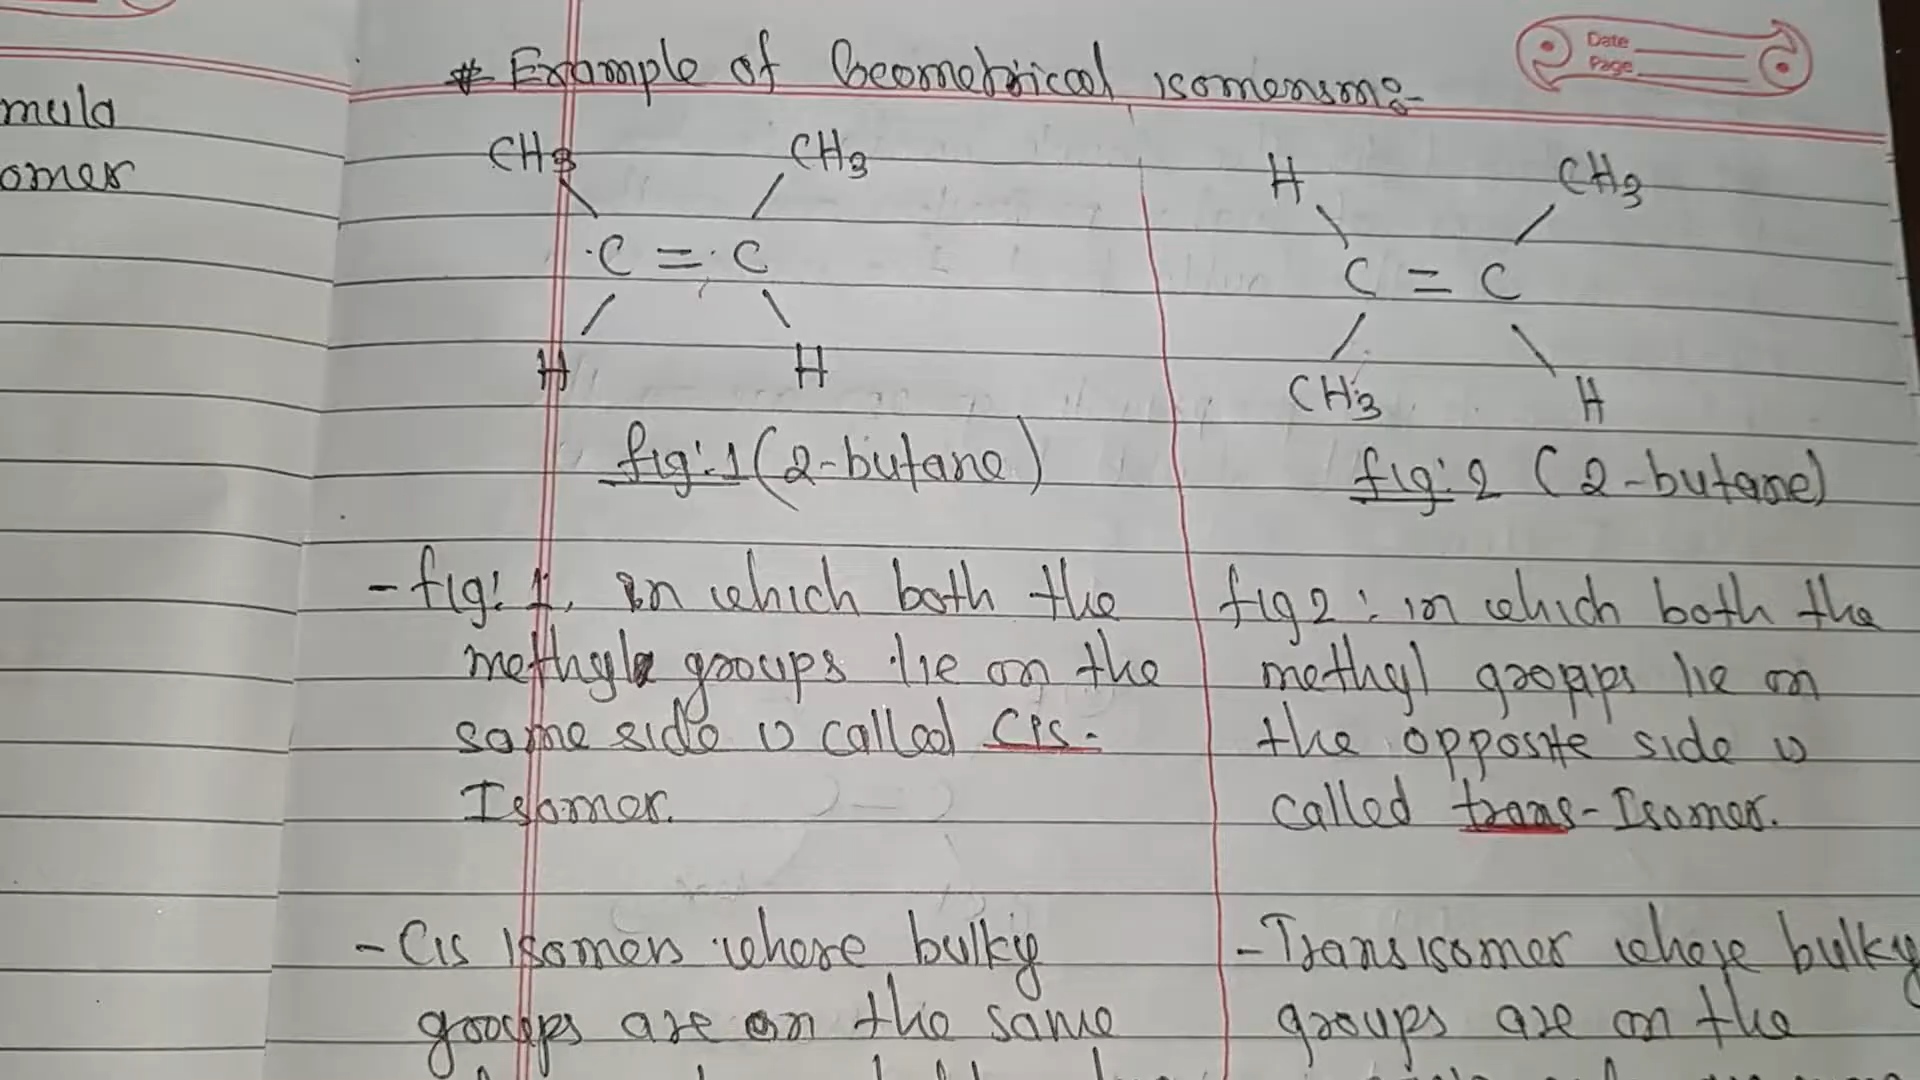 mula
omer
# Example of Geometrical isomerism:-
Date
Page
CH3 CH3
C = C
H H
fig:1 (2-butane)
- fig: 1, in which both the
methyl groups lie on the
same side is called Cis-
Isomer.
- Cis isomers where bulky
groups are on the same
H CH3
C = C
CH3 H
fig:2 (2-butane)
fig 2: in which both the
methyl groups lie on
the opposite side is
called trans-Isomer.
- Trans isomer where bulky
groups are on the